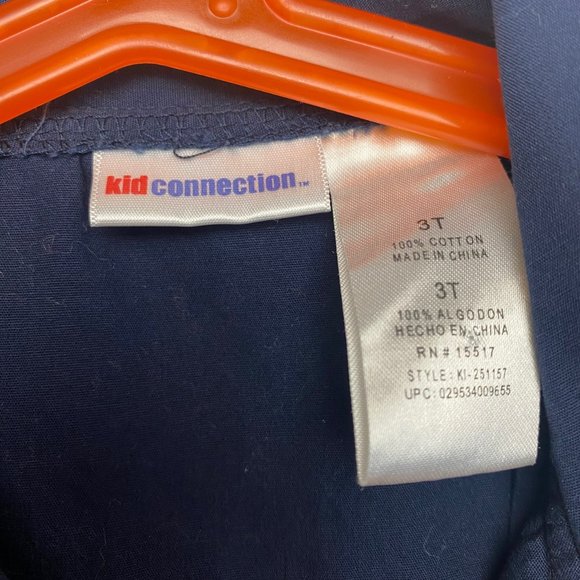 kid connection™
3T
100% COTTON
MADE IN CHINA
3T
100% ALGODON
HECHO EN CHINA
RN # 15517
STYLE: KI-251157
UPC: 029534009655